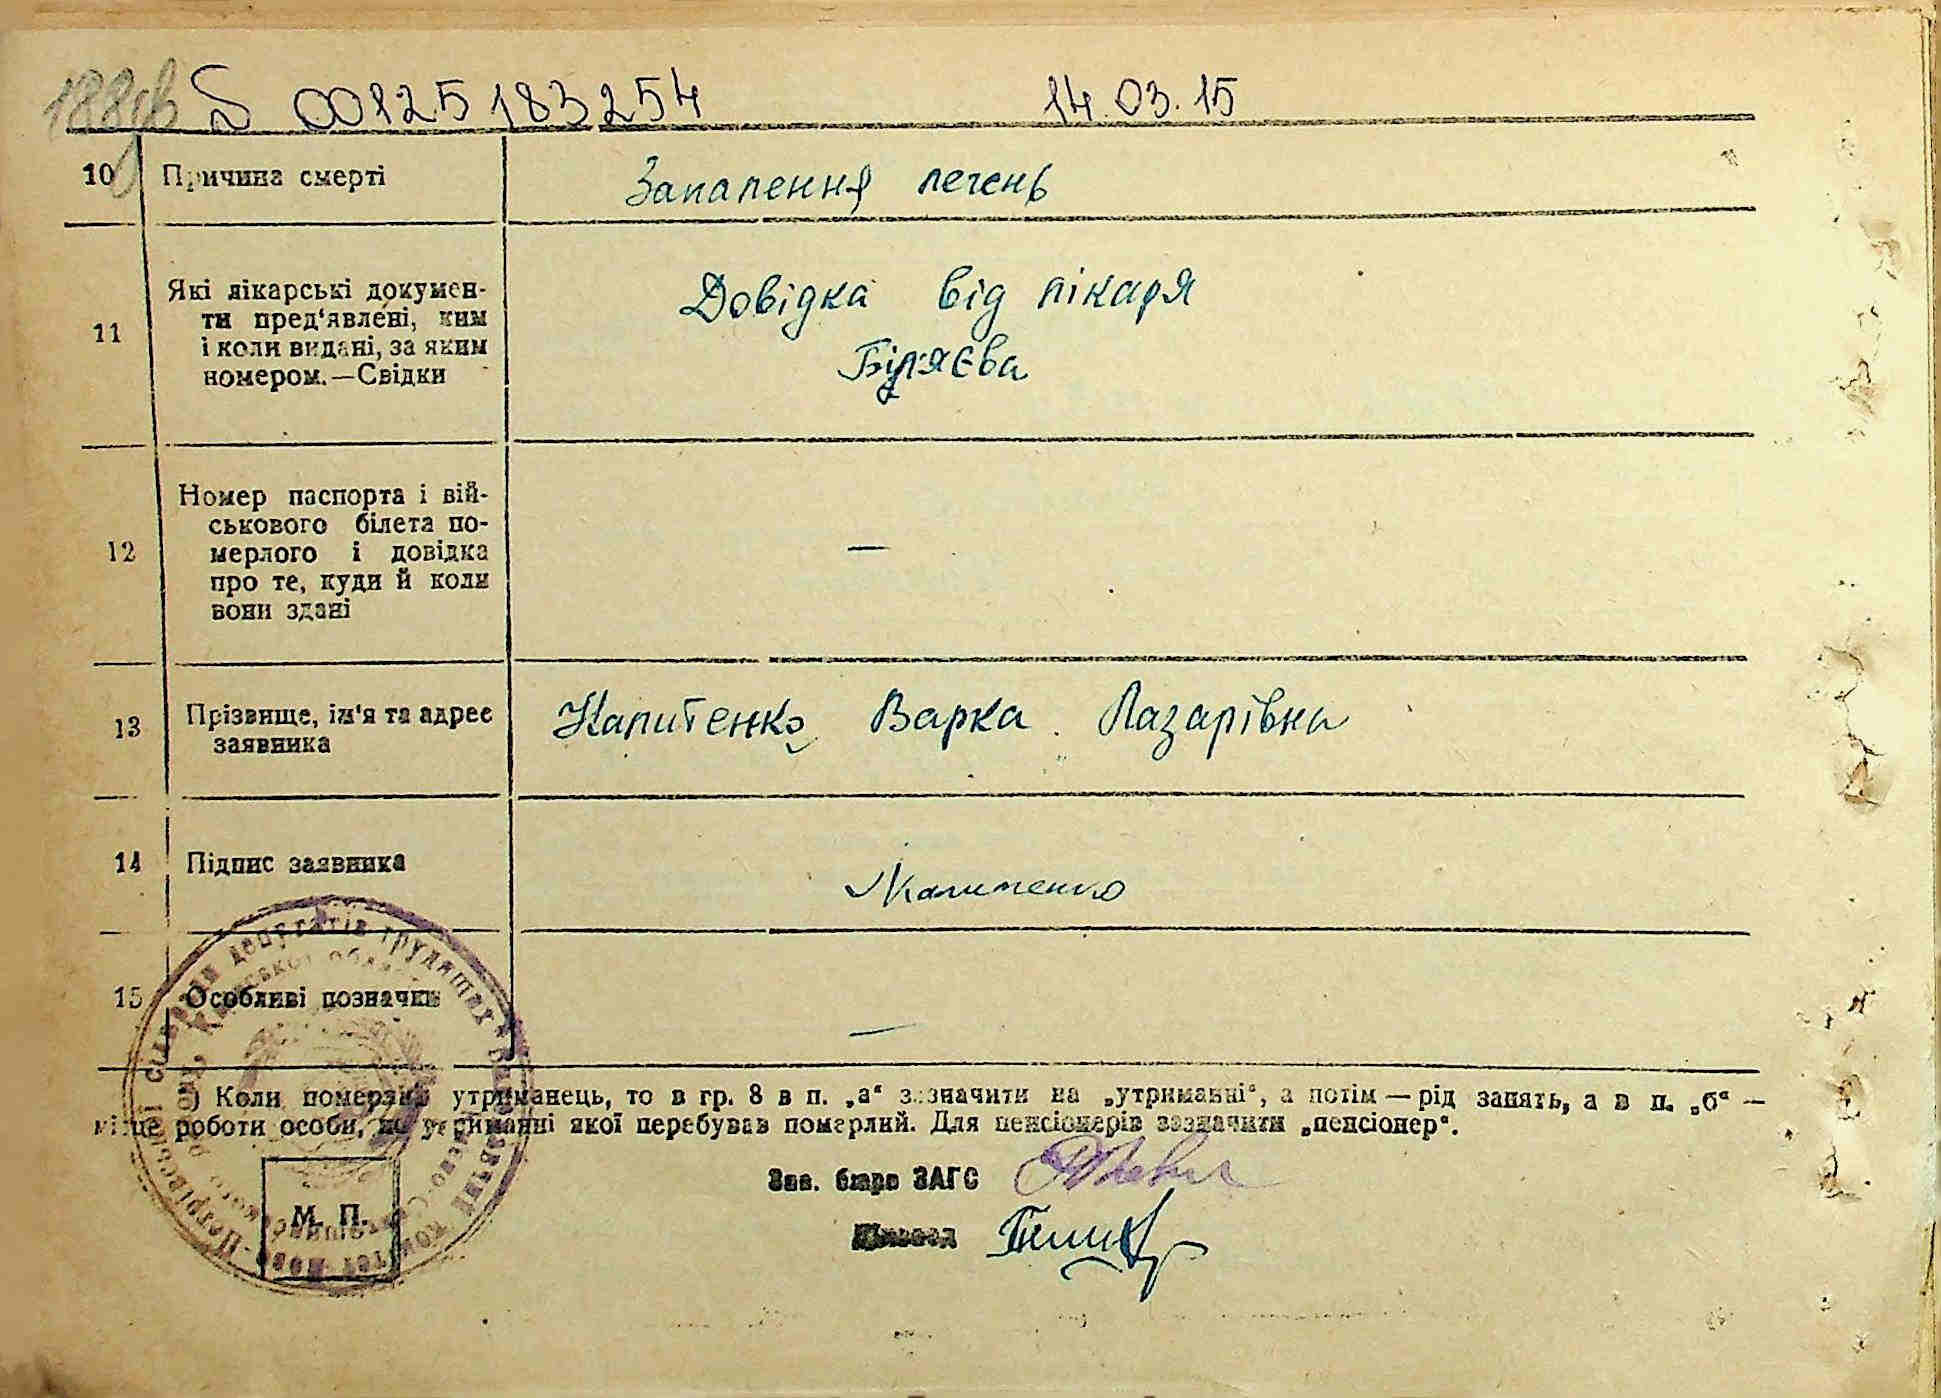 00125183254 14.03.15
10 Причина смерті Запалення легень
11 Які лікарські докумен-
ти пред'явлені, ким
і коли видані, за яким
номером.—Свідки
Довідка від лікаря
Біляєва
12 Номер паспорта і вій-
ськового білета по-
мерлого і довідка
про те, куди й коли
вони здані
—
13 Прізвище, ім'я та адрес
заявника
Капитенко Варка Лазарівна
14 Підпис заявника
15 Особливі позначки —
) Коли померлий утриманець, то в гр. 8 в п. „а“ зазначити на „утриманні“, а потім — рід занять, а в п. „б“ —
місце роботи особи, на утриманні якої перебував померлий. Для пенсіонерів зазначити „пенсіонер“.
Зав. бюро ЗАГС
М. П.